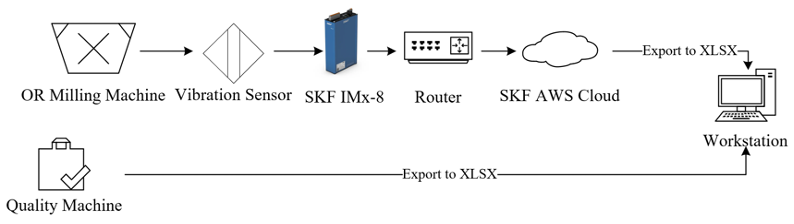 Export to XLSX
OR Milling Machine
Vibration Sensor
SKF IMx-8
Router
SKF AWS Cloud
Workstation
Export to XLSX
Quality Machine